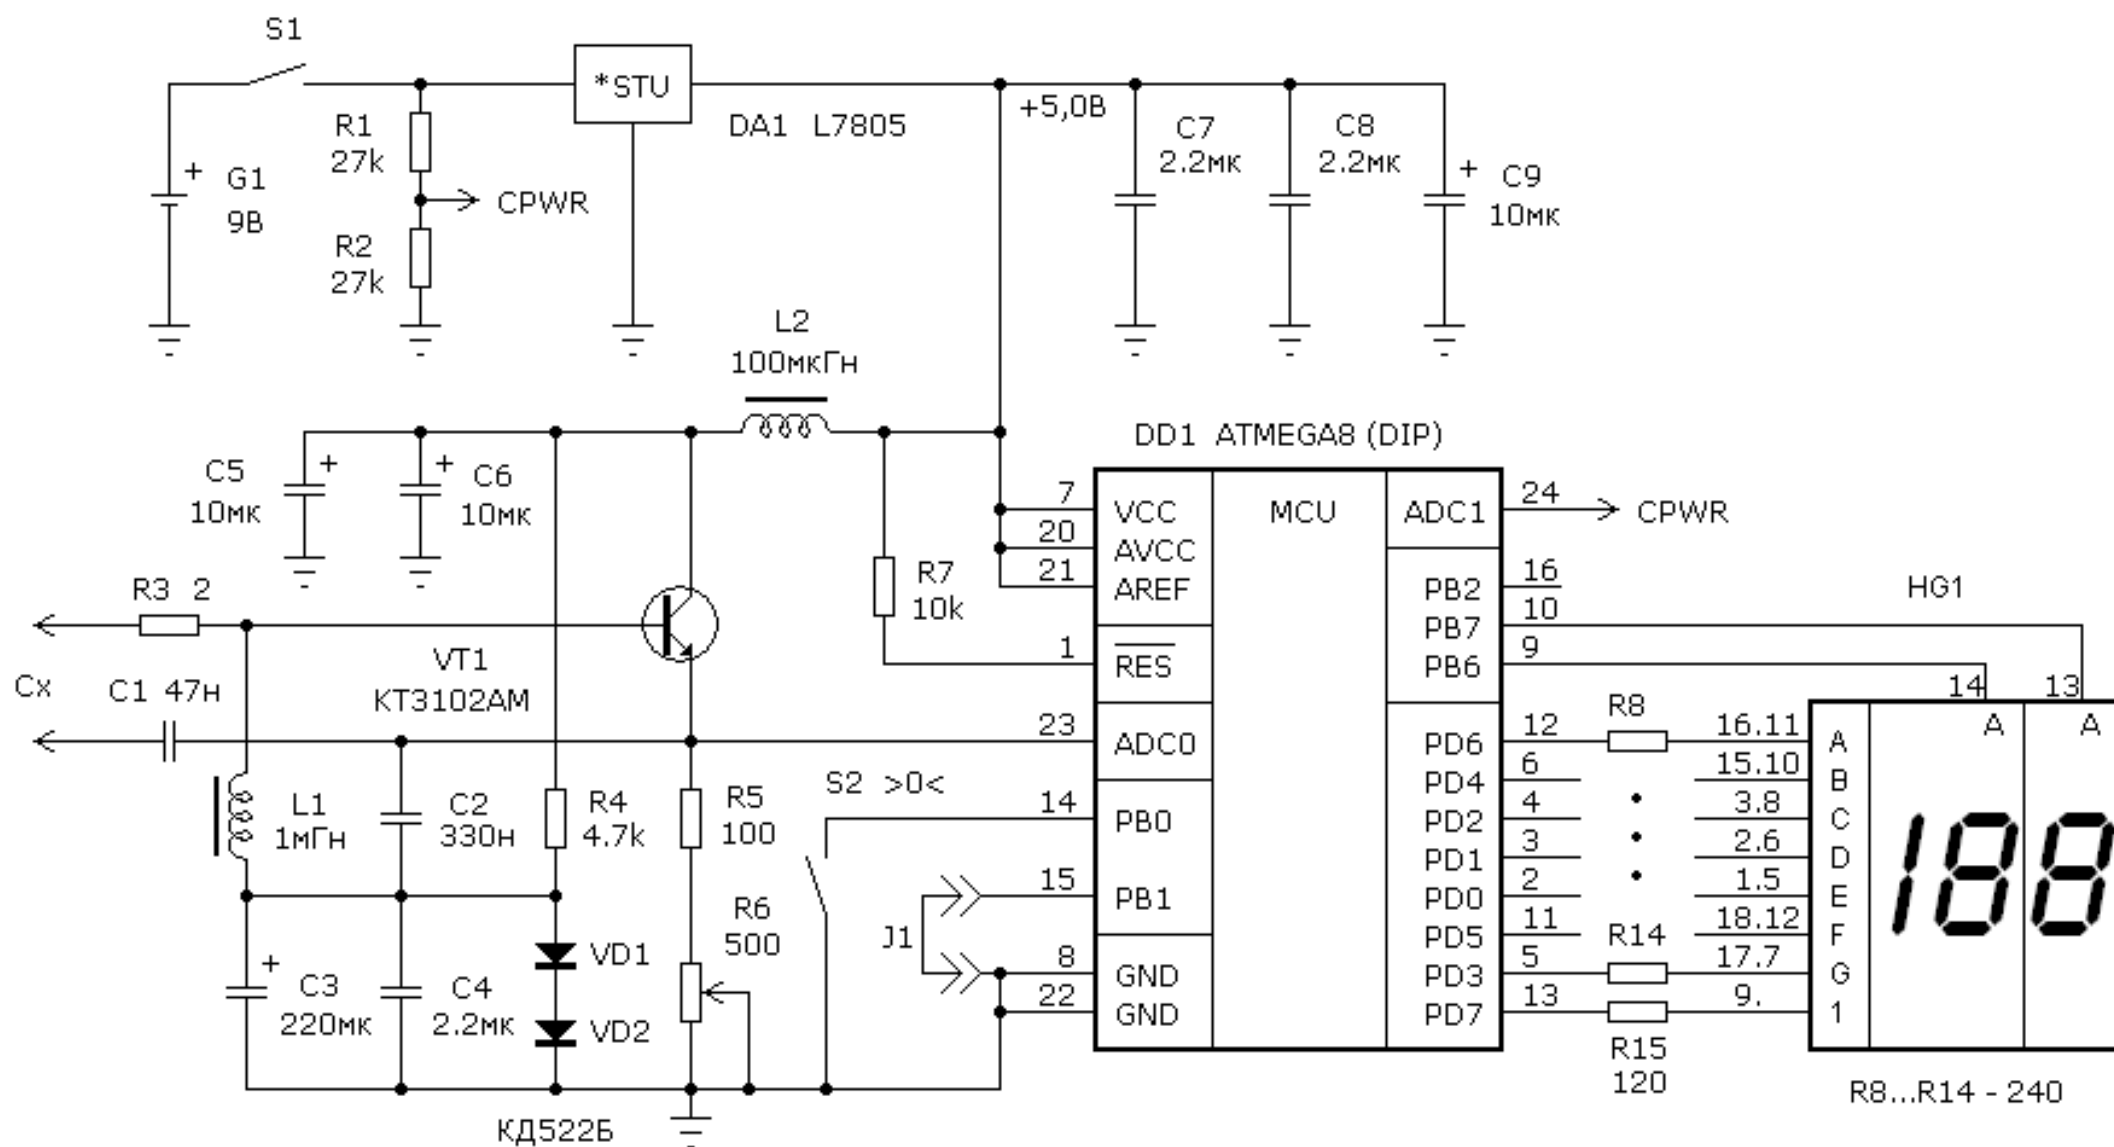 S1
*STU
DA1 L7805
+5,0В
R1
27k
+
G1
9В
CPWR
R2
27k
C7
2.2мк
C8
2.2мк
+
C9
10мк
L2
100мкГн
DD1 ATMEGA8 (DIP)
C5
10мк
+
C6
10мк
+
R7
10k
R3 2
VT1
КТ3102АМ
Cx
C1 47н
L1
1мГн
C2
330н
R4
4.7k
R5
100
S2 >0<
R6
500
J1
+
C3
220мк
C4
2.2мк
VD1
VD2
КД522Б
7 VCC
20 AVCC
21 AREF
1 RES
23 ADC0
14 PB0
15 PB1
8 GND
22 GND
MCU
ADC1 24 CPWR
PB2 16
PB7 10
PB6 9
PD6 12
PD4 6
PD2 4
PD1 3
PD0 2
PD5 11
PD3 5
PD7 13
R8
R14
R15
120
HG1
14 13
A A
16.11 A
15.10 B
3.8 C
2.6 D
1.5 E
18.12 F
17.7 G
9. 1
188
R8...R14 - 240